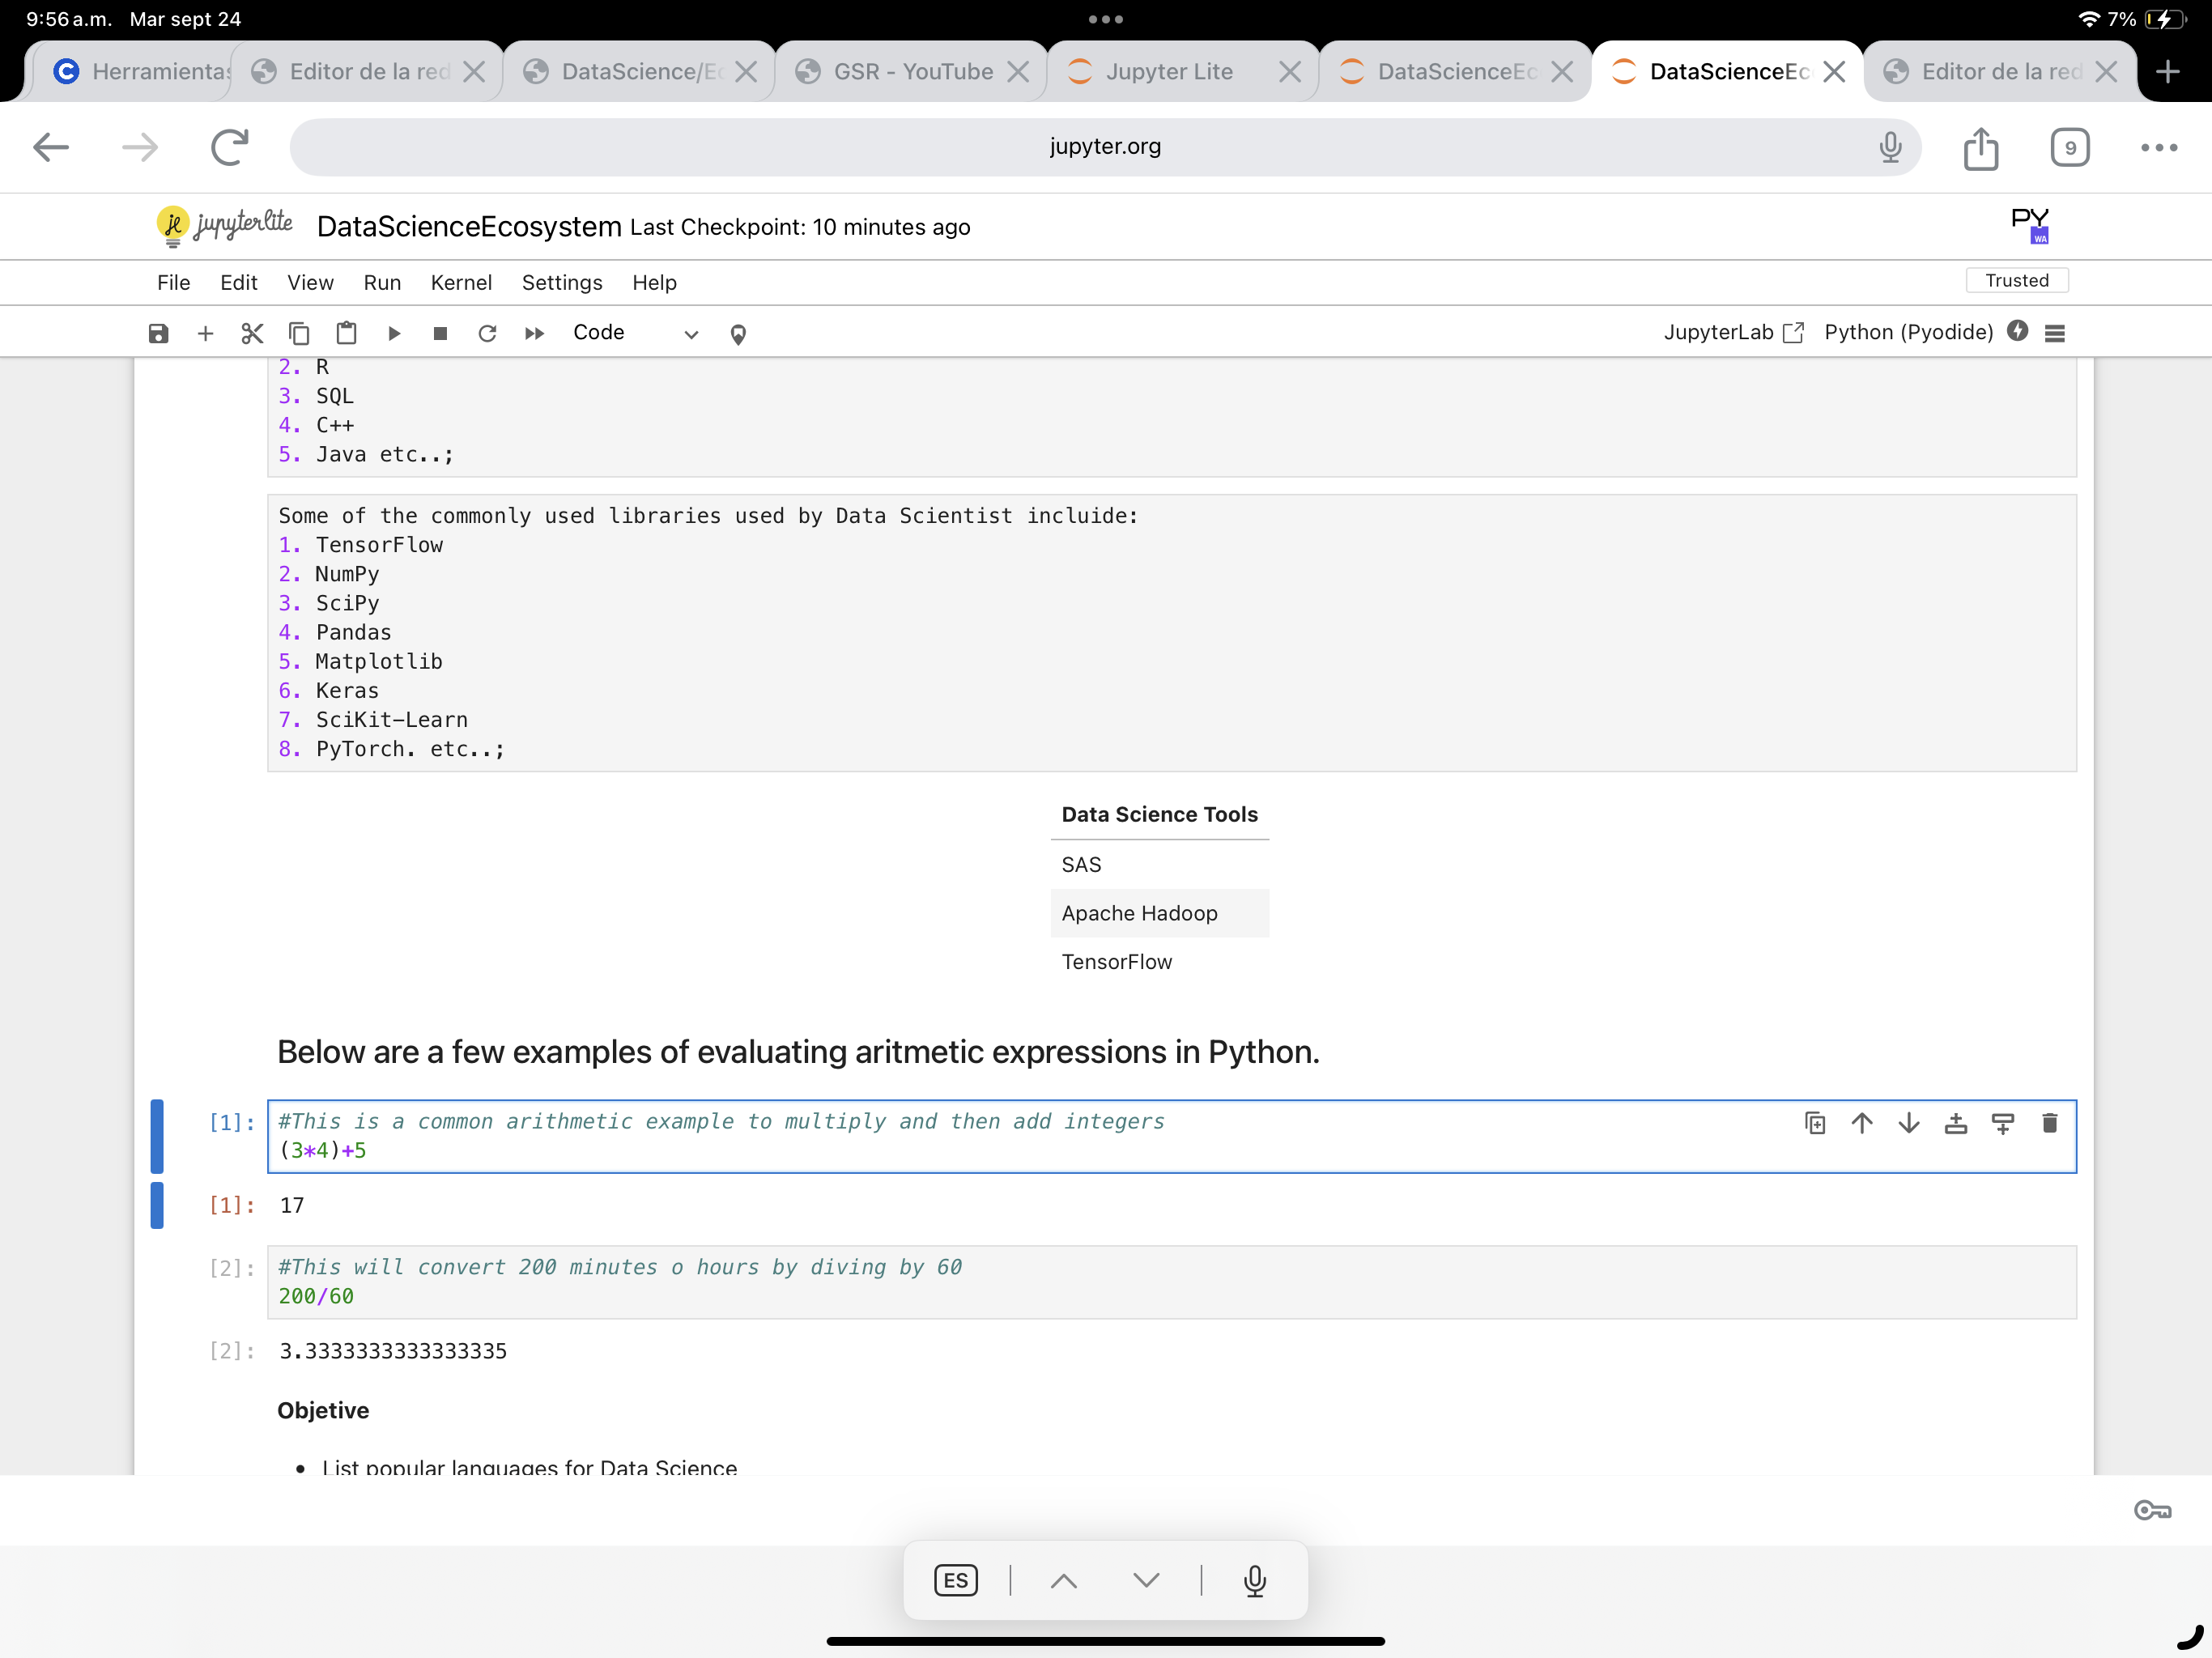 9:56 a.m. Mar sept 24
7%
Herramientas
Editor de la red
DataScience/Ec
GSR - YouTube
Jupyter Lite
DataScienceEc
DataScienceEc
Editor de la red
jupyter.org
9
jupyterlite
DataScienceEcosystem Last Checkpoint: 10 minutes ago
PY
WA
File Edit View Run Kernel Settings Help
Trusted
Code
JupyterLab
Python (Pyodide)
2. R
3. SQL
4. C++
5. Java etc..;
Some of the commonly used libraries used by Data Scientist incluide:
1. TensorFlow
2. NumPy
3. SciPy
4. Pandas
5. Matplotlib
6. Keras
7. SciKit-Learn
8. PyTorch. etc..;
Data Science Tools
SAS
Apache Hadoop
TensorFlow
Below are a few examples of evaluating aritmetic expressions in Python.
[1]: #This is a common arithmetic example to multiply and then add integers
(3*4)+5
[1]: 17
[2]: #This will convert 200 minutes o hours by diving by 60
200/60
[2]: 3.3333333333333335
Objetive
• List popular languages for Data Science
ES